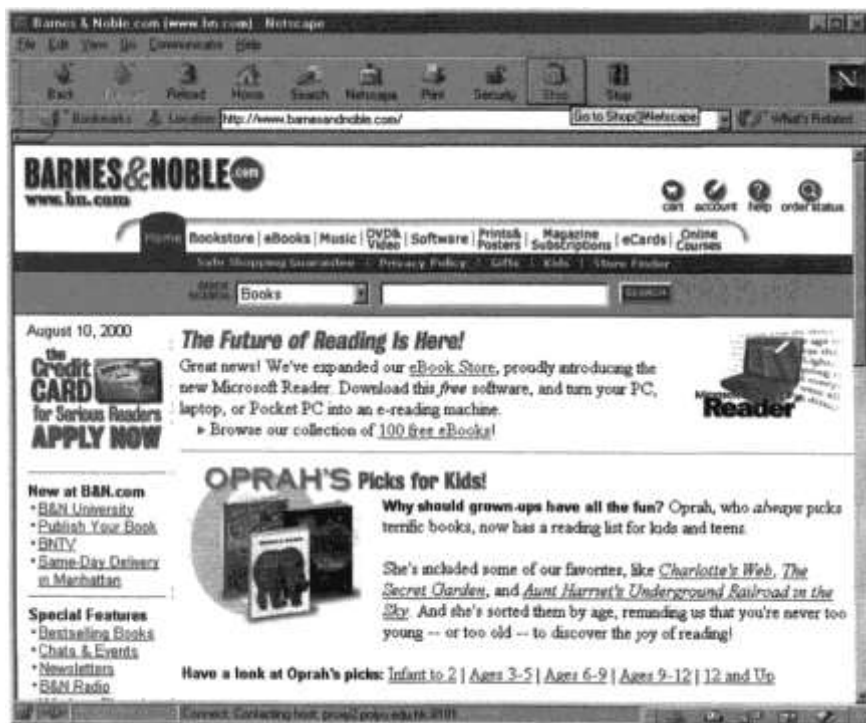 Barnes & Noble.com (www.bn.com) - Netscape
File Edit View Go Communicator Help
Back Reload Home Search Netscape Print Security Shop Stop
Bookmarks Location: http://www.barnesandnoble.com/ Go to Shop@Netscape What's Related
BARNES&NOBLE.com
www.bn.com
cart account help order status
Home Bookstore | eBooks | Music | DVD& Video | Software | Prints& Posters | Magazine Subscriptions | eCards | Online Courses
Safe Shopping Guarantee | Privacy Policy | Gifts | Kids | Store Finder
QUICK SEARCH Books SEARCH
August 10, 2000
the Credit CARD for Serious Readers APPLY NOW
The Future of Reading Is Here!
Great news! We've expanded our eBook Store, proudly introducing the
new Microsoft Reader. Download this free software, and turn your PC,
laptop, or Pocket PC into an e-reading machine.
▸ Browse our collection of 100 free eBooks!
Microsoft Reader
New at B&N.com
• B&N University
• Publish Your Book
• BNTV
• Same-Day Delivery
in Manhattan
Special Features
• Bestselling Books
• Chats & Events
• Newsletters
• B&N Radio
OPRAH'S Picks for Kids!
Why should grown-ups have all the fun? Oprah, who always picks
terrific books, now has a reading list for kids and teens.
She's included some of our favorites, like Charlotte's Web, The
Secret Garden, and Aunt Harriet's Underground Railroad in the
Sky. And she's sorted them by age, reminding us that you're never too
young -- or too old -- to discover the joy of reading!
Have a look at Oprah's picks: Infant to 2 | Ages 3-5 | Ages 6-9 | Ages 9-12 | 12 and Up
Connect: Contacting host: proxy2.polyu.edu.hk:8181